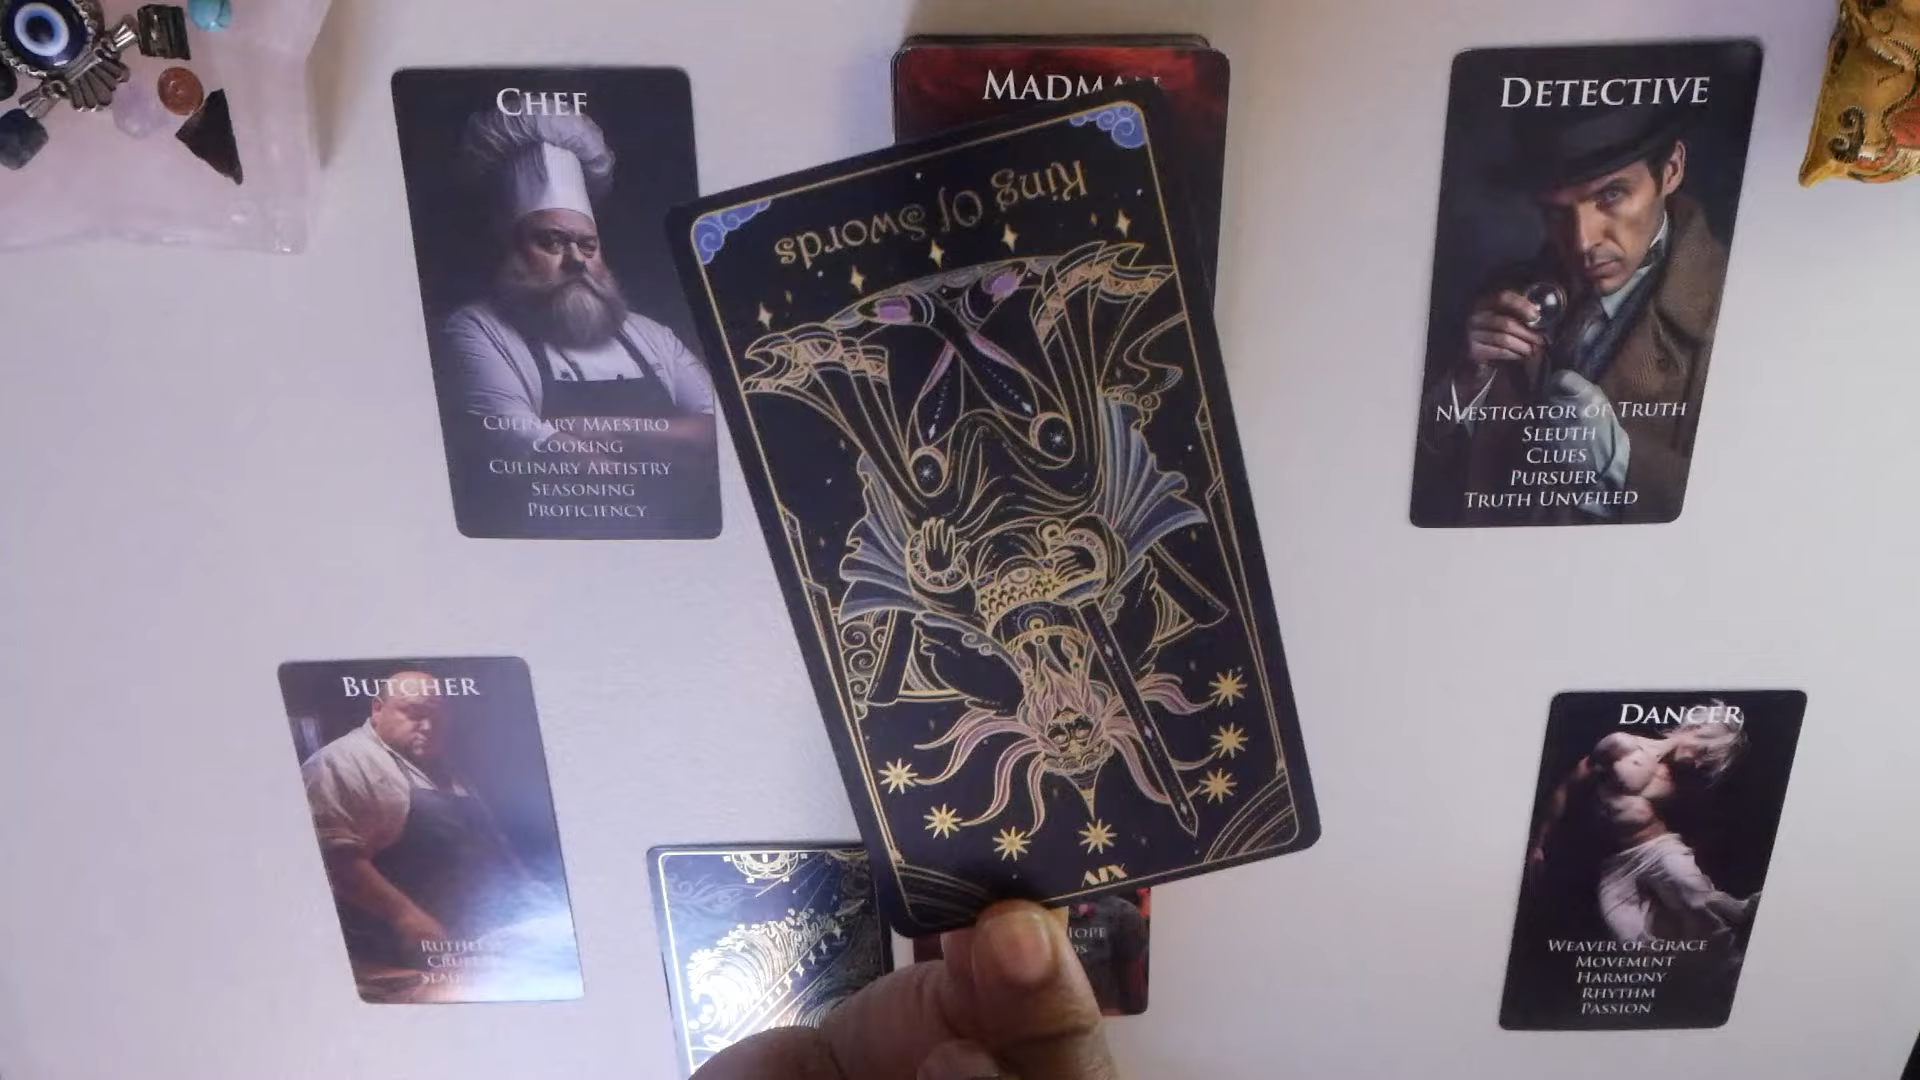 CHEF
CULINARY MAESTRO
COOKING
CULINARY ARTISTRY
SEASONING
PROFICIENCY
King Of Swords
XIV
DETECTIVE
NVESTIGATOR OF TRUTH
SLEUTH
CLUES
PURSUER
TRUTH UNVEILED
BUTCHER
DANCER
WEAVER OF GRACE
MOVEMENT
HARMONY
RHYTHM
PASSION